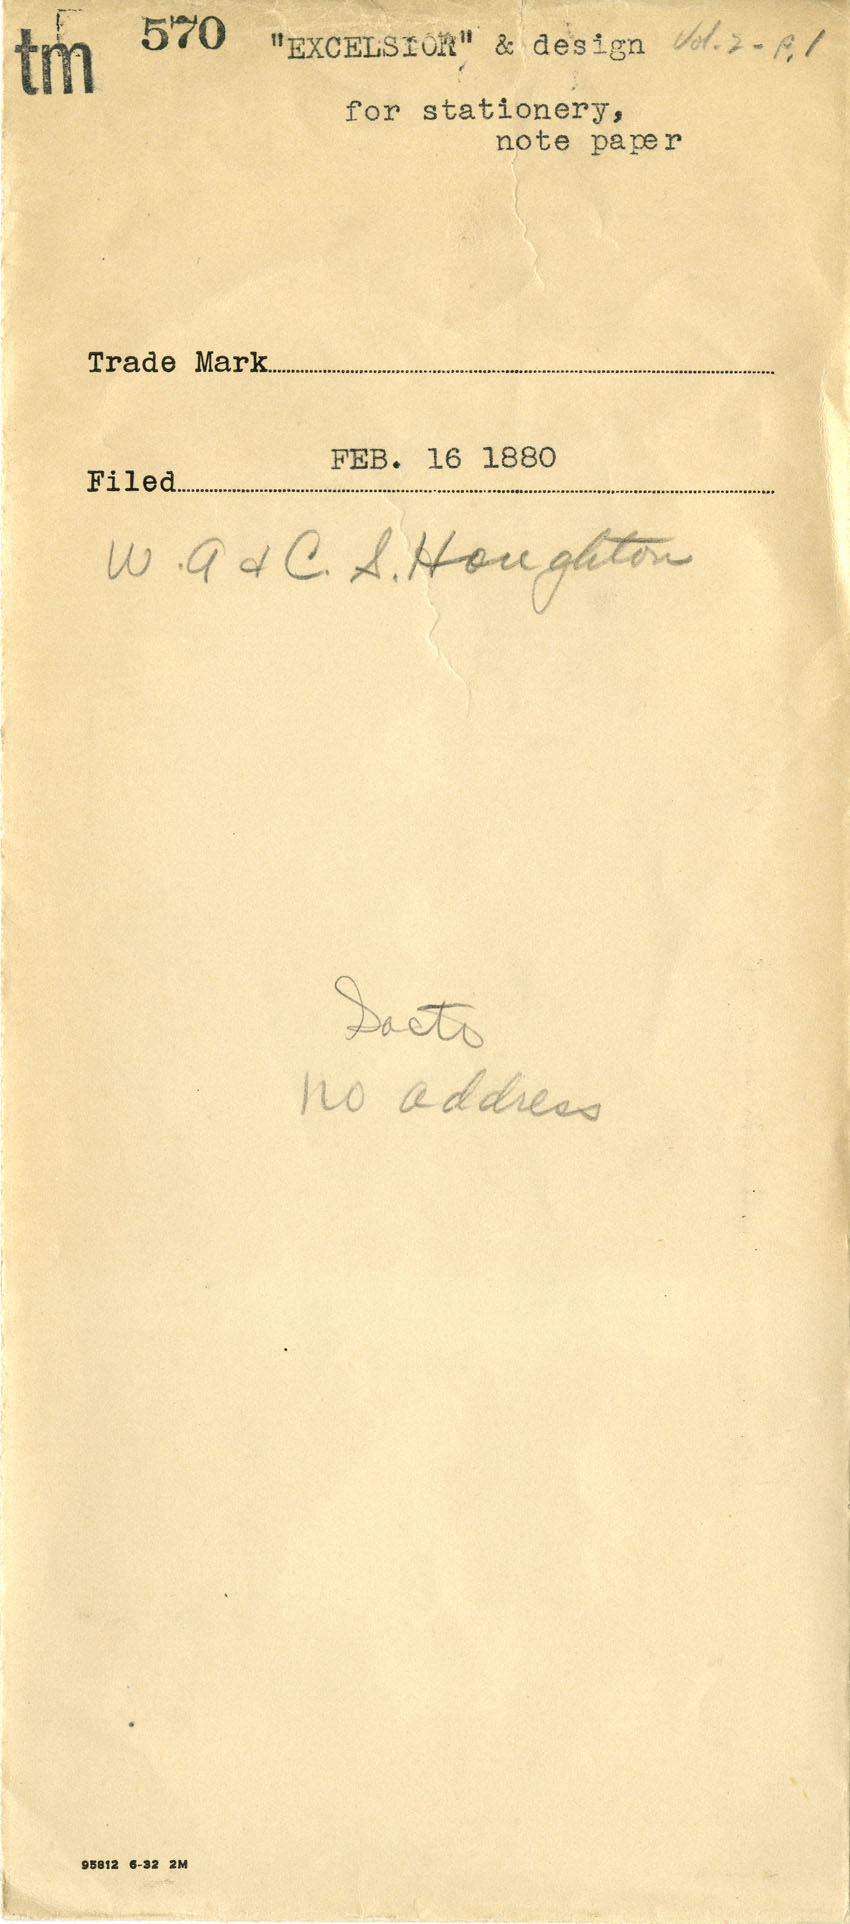 tm 570 "EXCELSIOR" & design Vol. 2 - P. 1
for stationery,
note paper
Trade Mark
FEB. 16 1880
Filed
W. A & C. S. Houghton
Sacto
no address
95812 6-32 2M